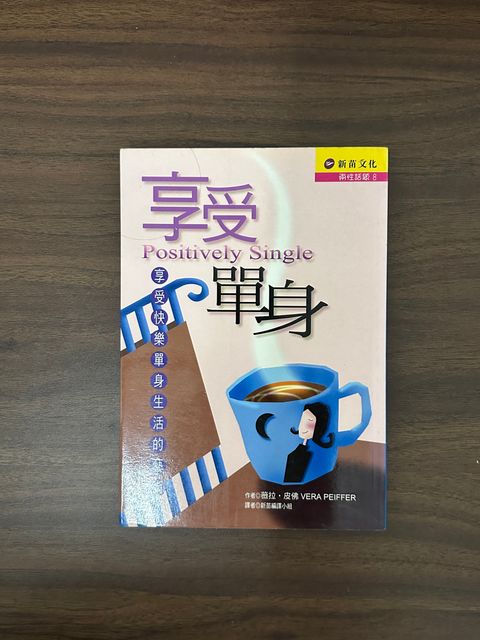 新苗文化
兩性話題 8
享受
Positively Single
單身
享受快樂單身生活的
作者◎薇拉・皮佛 VERA PEIFFER
譯者◎新苗編譯小組